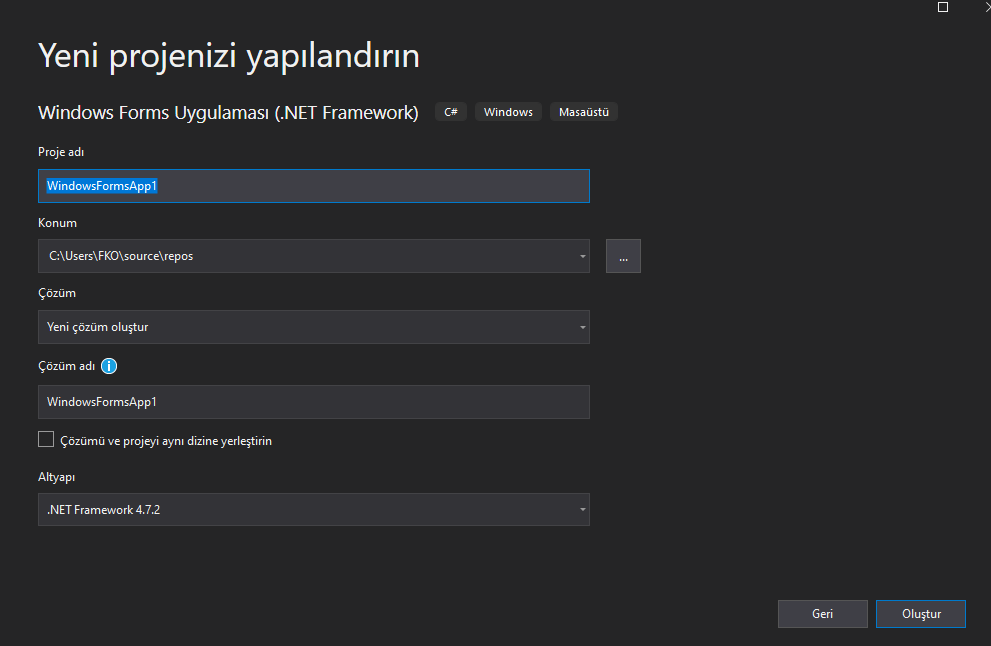 Yeni projenizi yapılandırın
Windows Forms Uygulaması (.NET Framework) C# Windows Masaüstü
Proje adı
WindowsFormsApp1
Konum
C:\Users\FKO\source\repos
...
Çözüm
Yeni çözüm oluştur
Çözüm adı i
WindowsFormsApp1
Çözümü ve projeyi aynı dizine yerleştirin
Altyapı
.NET Framework 4.7.2
Geri Oluştur